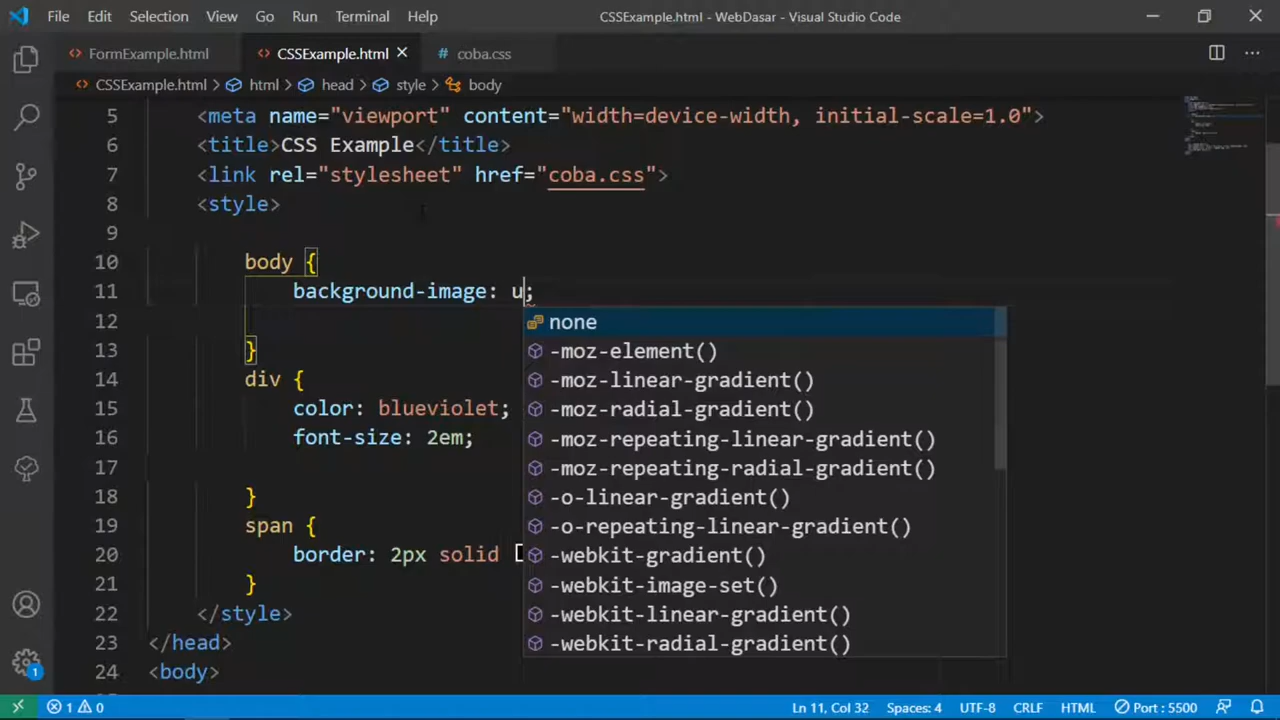 File Edit Selection View Go Run Terminal Help CSSExample.html - WebDasar - Visual Studio Code
FormExample.html CSSExample.html coba.css
CSSExample.html > html > head > style > body
5 <meta name="viewport" content="width=device-width, initial-scale=1.0">
6 <title>CSS Example</title>
7 <link rel="stylesheet" href="coba.css">
8 <style>
9
10 body {
11 background-image: u;
12 none
-moz-element()
13 }
14 div { -moz-linear-gradient()
15 color: blueviolet; -moz-radial-gradient()
16 font-size: 2em; -moz-repeating-linear-gradient()
17 -moz-repeating-radial-gradient()
18 } -o-linear-gradient()
19 span { -o-repeating-linear-gradient()
20 border: 2px solid -webkit-gradient()
21 } -webkit-image-set()
22 </style> -webkit-linear-gradient()
23 </head> -webkit-radial-gradient()
24 <body>
1 1 0 Ln 11, Col 32 Spaces: 4 UTF-8 CRLF HTML Port : 5500